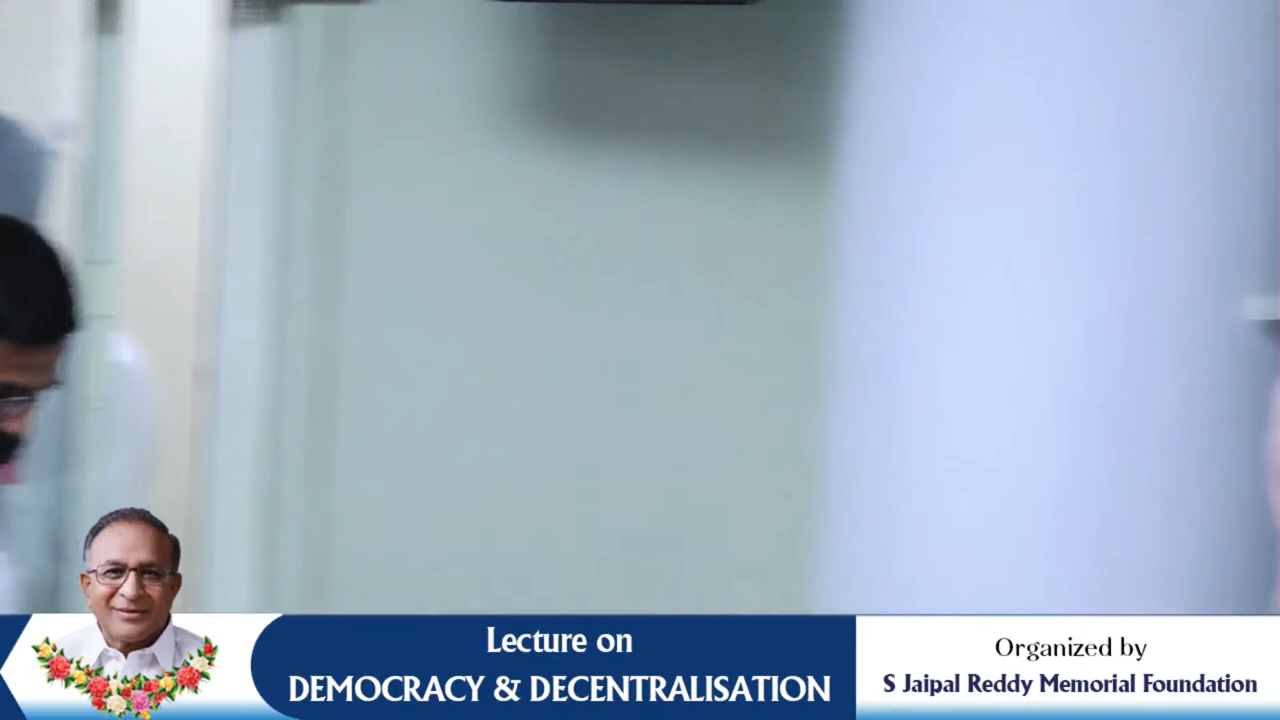 Lecture on
DEMOCRACY & DECENTRALISATION
Organized by
S Jaipal Reddy Memorial Foundation